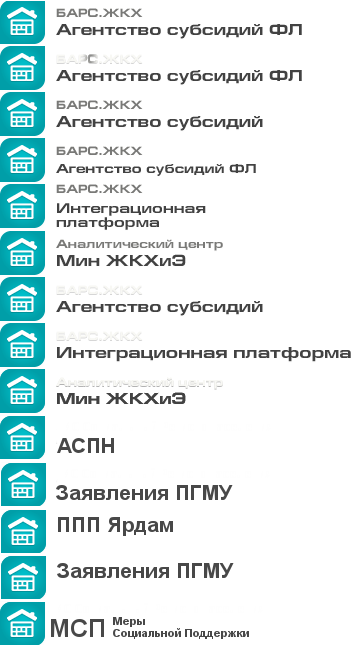 БАРС.ЖКХ
Агентство субсидий ФЛ
БАРС.ЖКХ
Агентство субсидий ФЛ
БАРС.ЖКХ
Агентство субсидий
БАРС.ЖКХ
Агентство субсидий ФЛ
БАРС.ЖКХ
Интеграционная
платформа
Аналитический центр
Мин ЖКХиЭ
БАРС.ЖКХ
Агентство субсидий
БАРС.ЖКХ
Интеграционная платформа
Аналитический центр
Мин ЖКХиЭ
АСПН
Заявления ПГМУ
ППП Ярдам
Заявления ПГМУ
МСП Меры
Социальной Поддержки